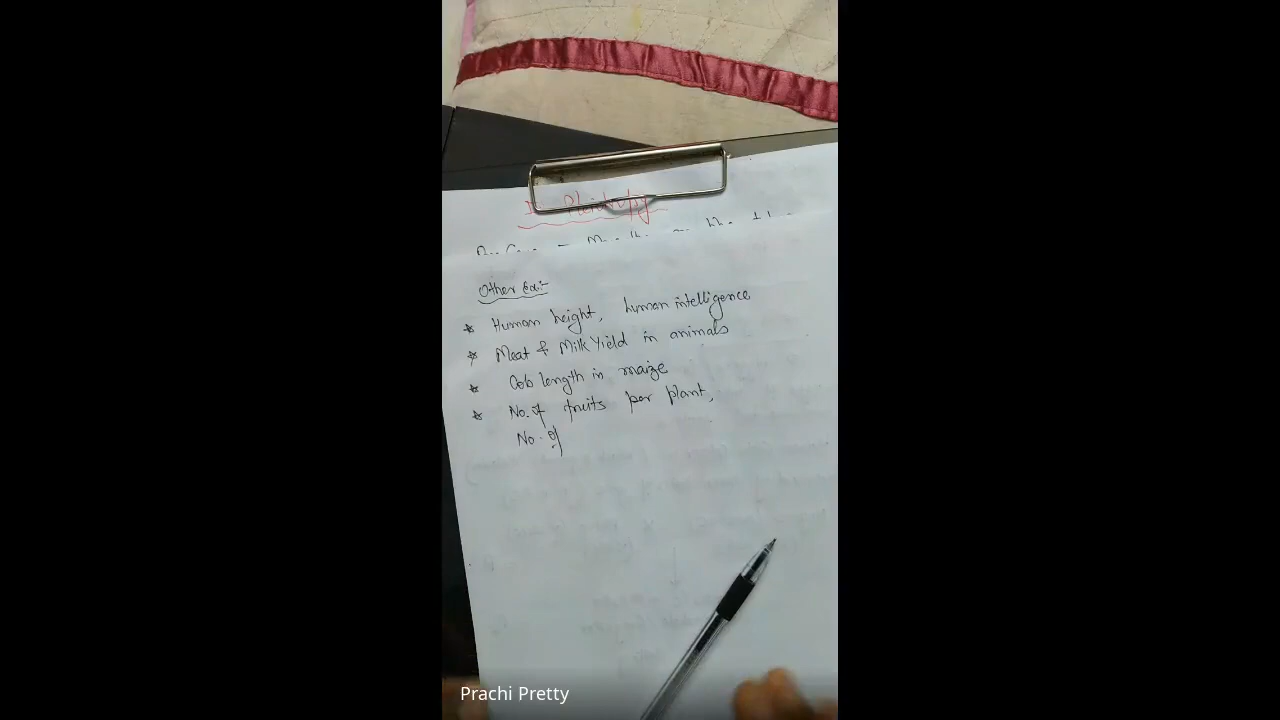 Other Ex:-
* Human height, human intelligence
* Meat & Milk Yield in animals
* Cob length in maize
* No. of fruits per plant,
No. of
Prachi Pretty